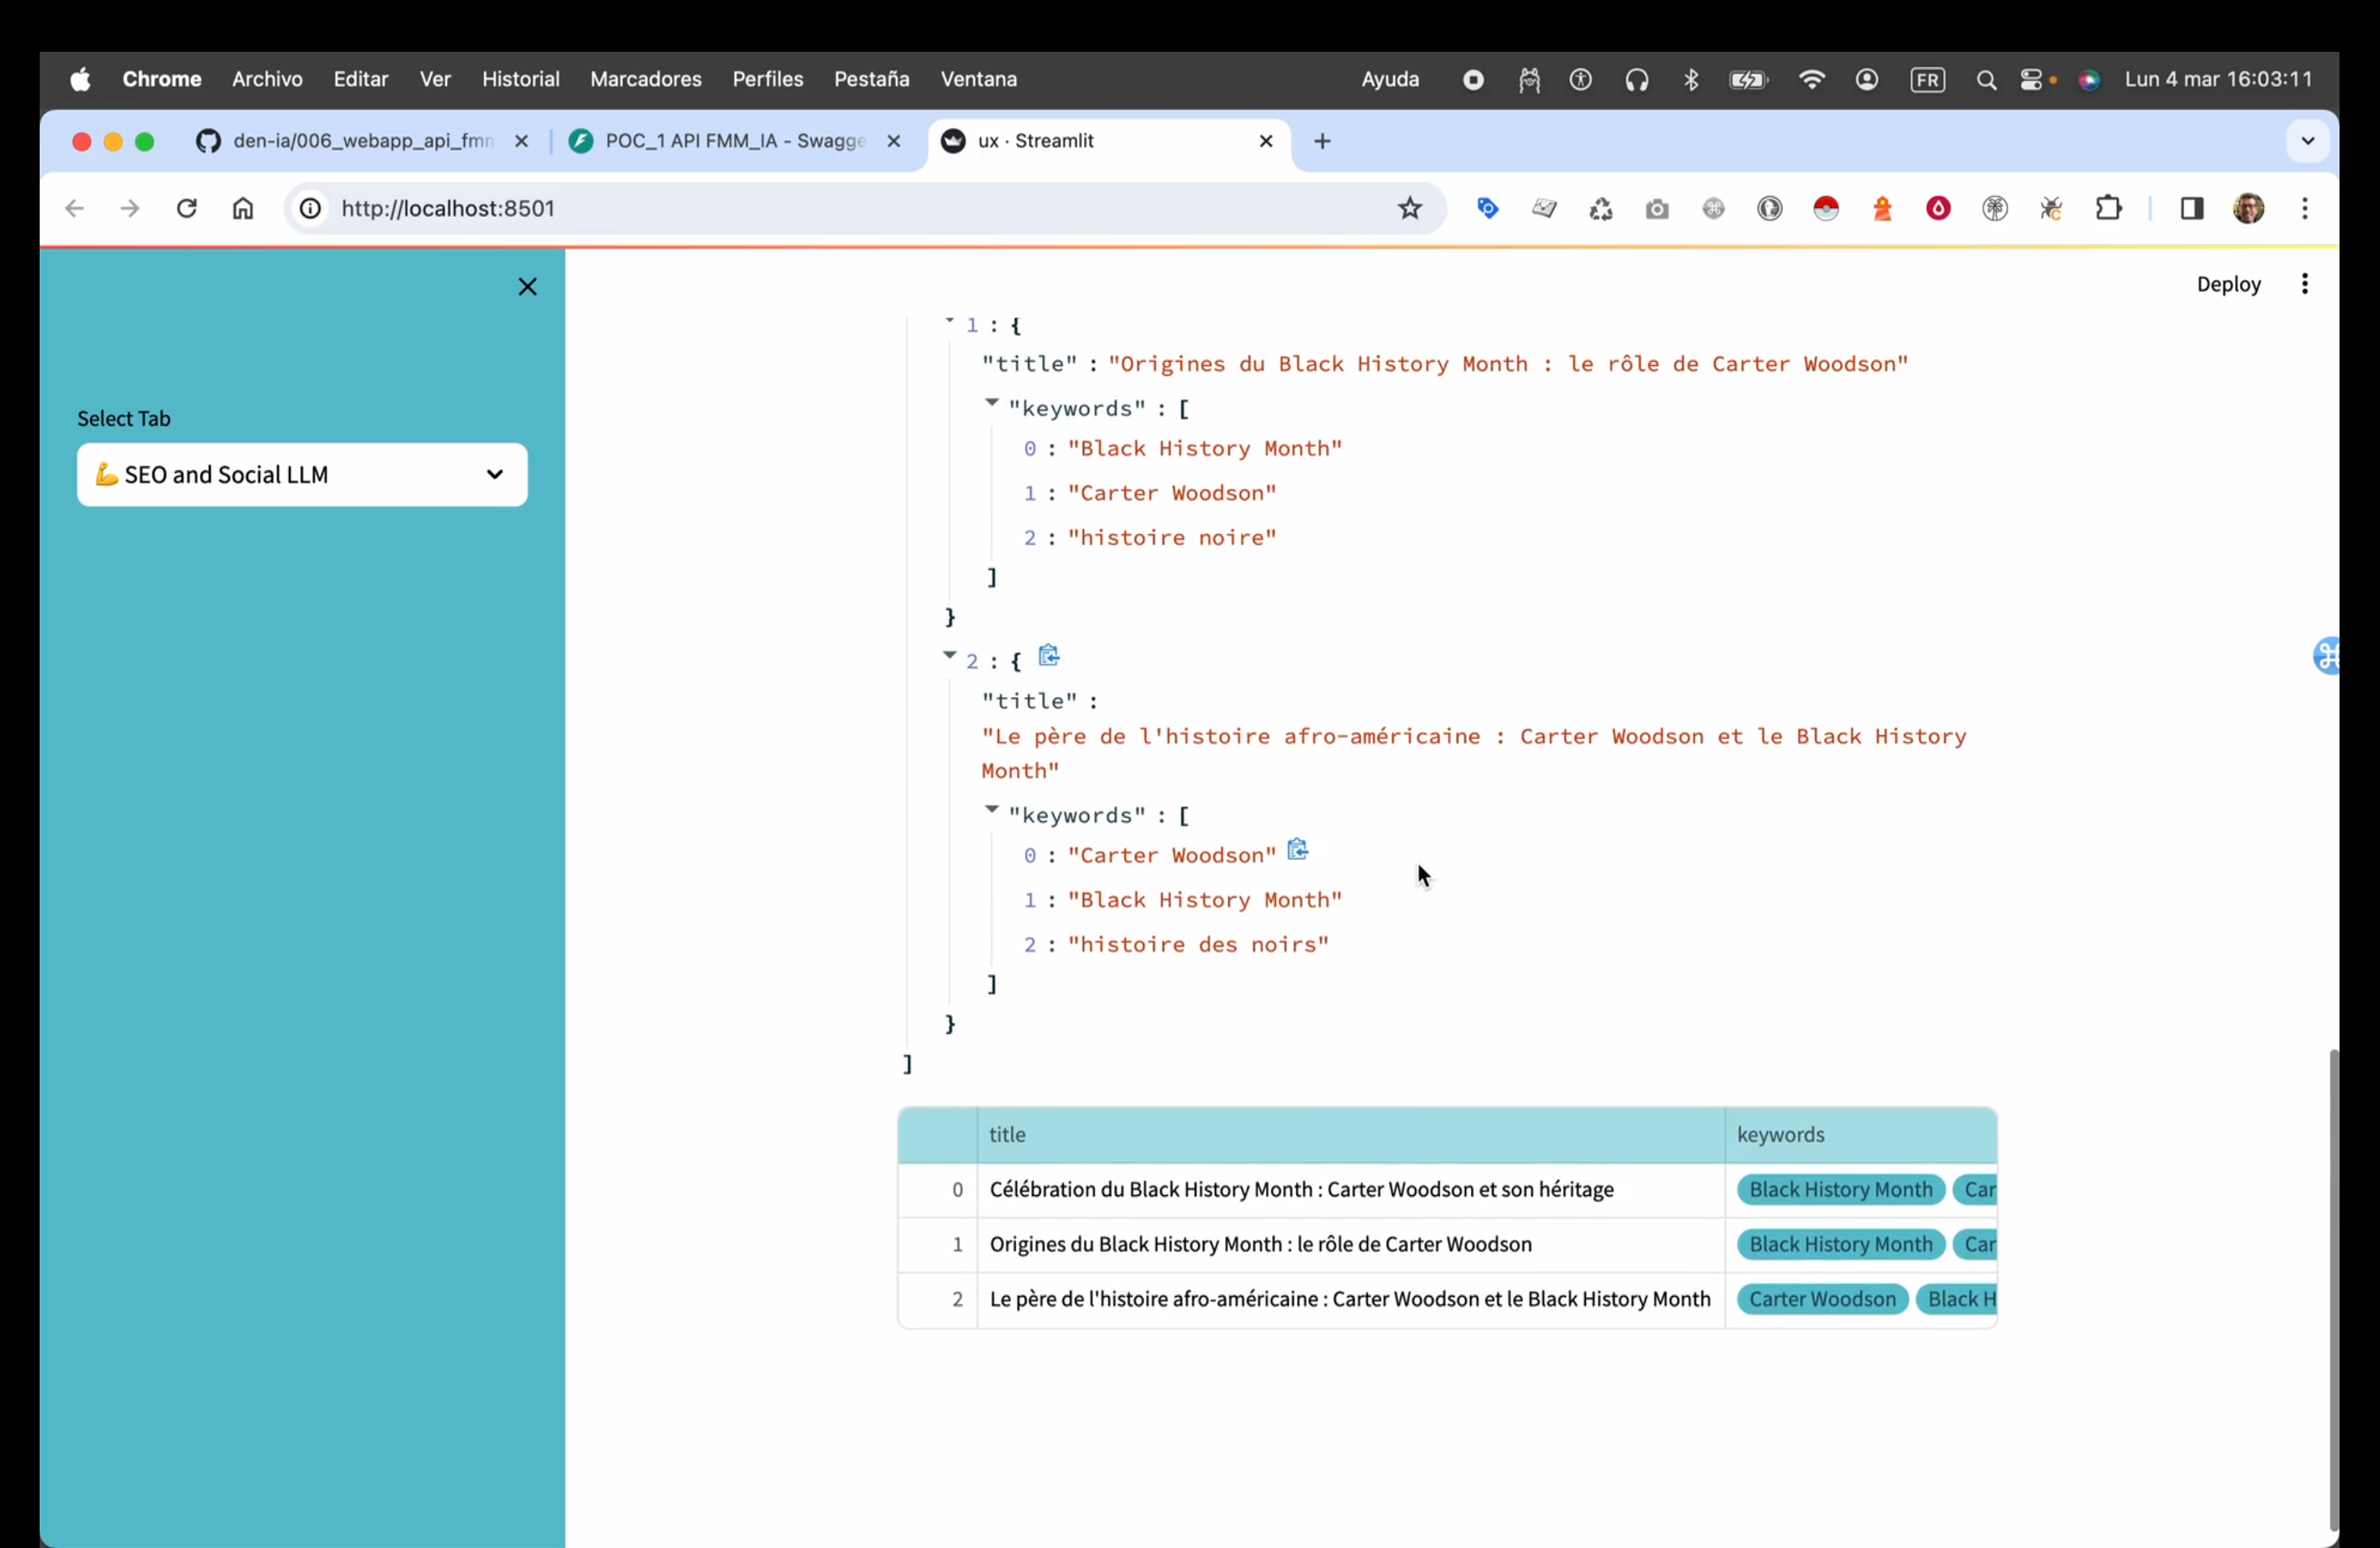 Chrome Archivo Editar Ver Historial Marcadores Perfiles Pestaña Ventana Ayuda FR Lun 4 mar 16:03:11
den-ia/006_webapp_api_fmm POC_1 API FMM_IA - Swagge ux · Streamlit
http://localhost:8501
Deploy
Select Tab
SEO and Social LLM
1 : {
"title" : "Origines du Black History Month : le rôle de Carter Woodson"
"keywords" : [
0 : "Black History Month"
1 : "Carter Woodson"
2 : "histoire noire"
]
}
2 : {
"title" :
"Le père de l'histoire afro-américaine : Carter Woodson et le Black History
Month"
"keywords" : [
0 : "Carter Woodson"
1 : "Black History Month"
2 : "histoire des noirs"
]
}
]
title keywords
0 Célébration du Black History Month : Carter Woodson et son héritage Black History Month Car
1 Origines du Black History Month : le rôle de Carter Woodson Black History Month Car
2 Le père de l'histoire afro-américaine : Carter Woodson et le Black History Month Carter Woodson Black H